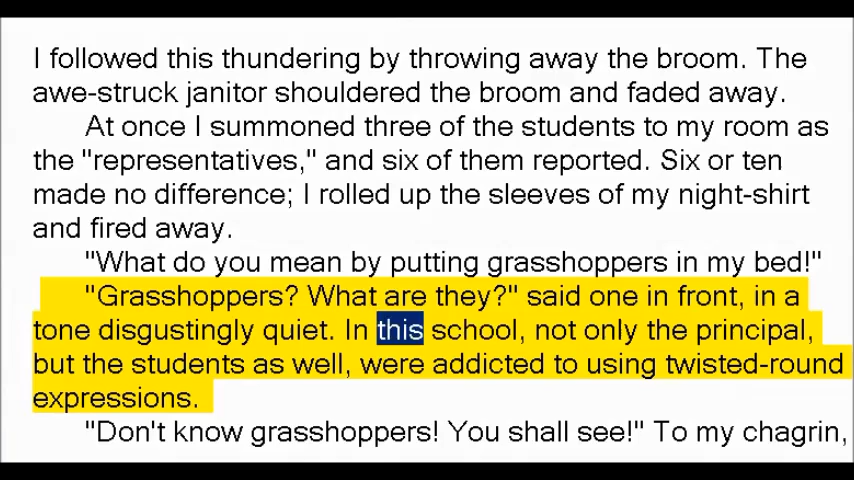 I followed this thundering by throwing away the broom. The
awe-struck janitor shouldered the broom and faded away.
At once I summoned three of the students to my room as
the "representatives," and six of them reported. Six or ten
made no difference; I rolled up the sleeves of my night-shirt
and fired away.
"What do you mean by putting grasshoppers in my bed!"
"Grasshoppers? What are they?" said one in front, in a
tone disgustingly quiet. In this school, not only the principal,
but the students as well, were addicted to using twisted-round
expressions.
"Don't know grasshoppers! You shall see!" To my chagrin,